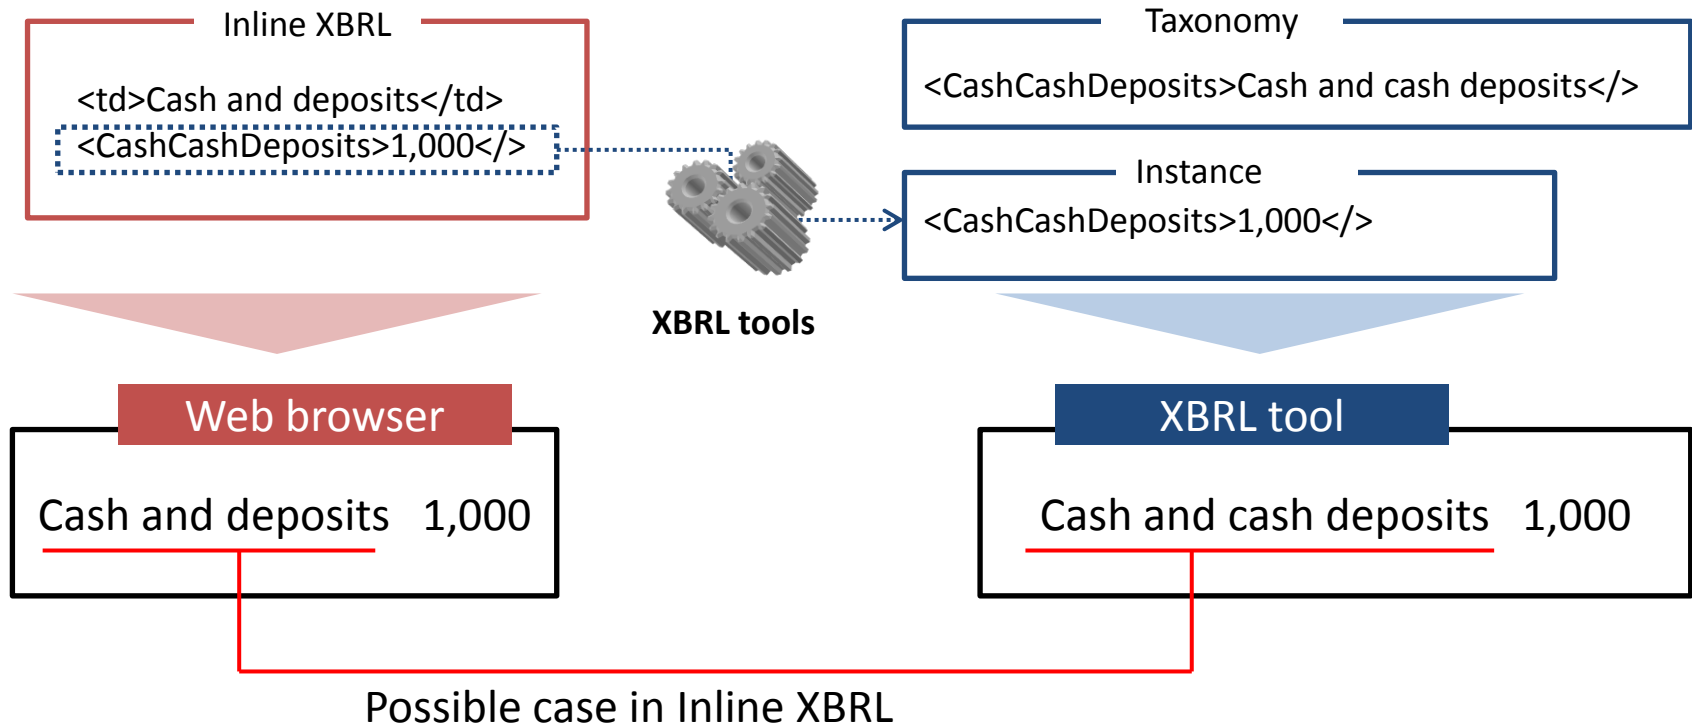 Inline XBRL
<td>Cash and deposits</td>
<CashCashDeposits>1,000</>
Taxonomy
<CashCashDeposits>Cash and cash deposits</>
Instance
<CashCashDeposits>1,000</>
XBRL tools
Web browser
Cash and deposits 1,000
XBRL tool
Cash and cash deposits 1,000
Possible case in Inline XBRL